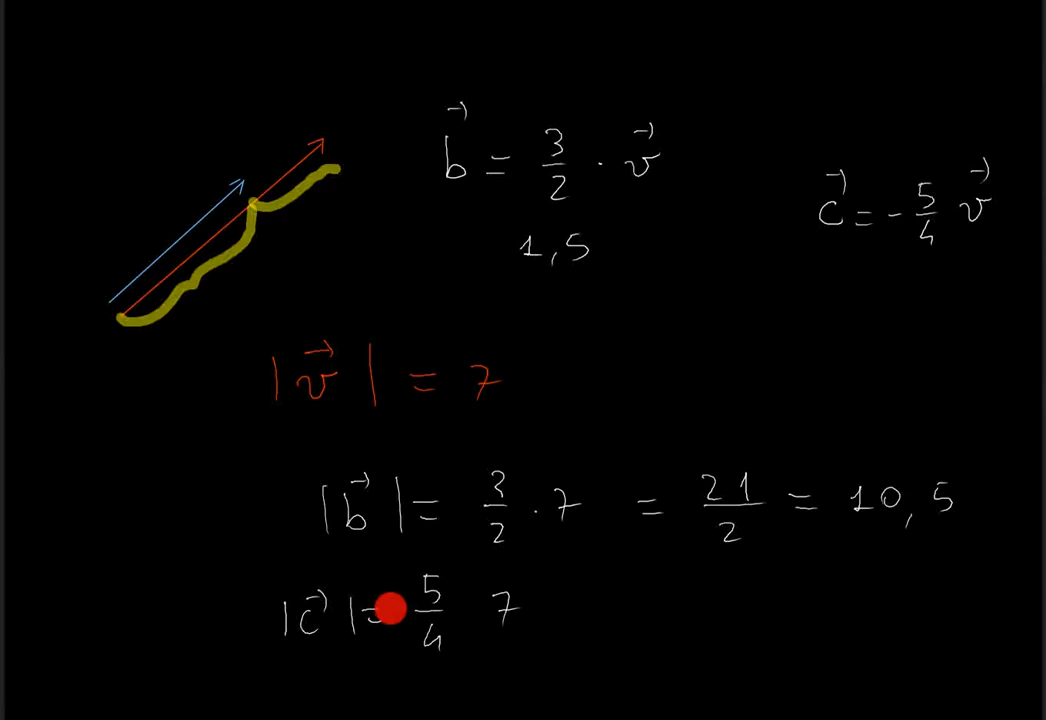 b⃗ = 3/2 · v⃗
1,5
c⃗ = - 5/4 v⃗
|v⃗| = 7
|b⃗| = 3/2 · 7 = 21/2 = 10,5
|c⃗| = 5/4 7